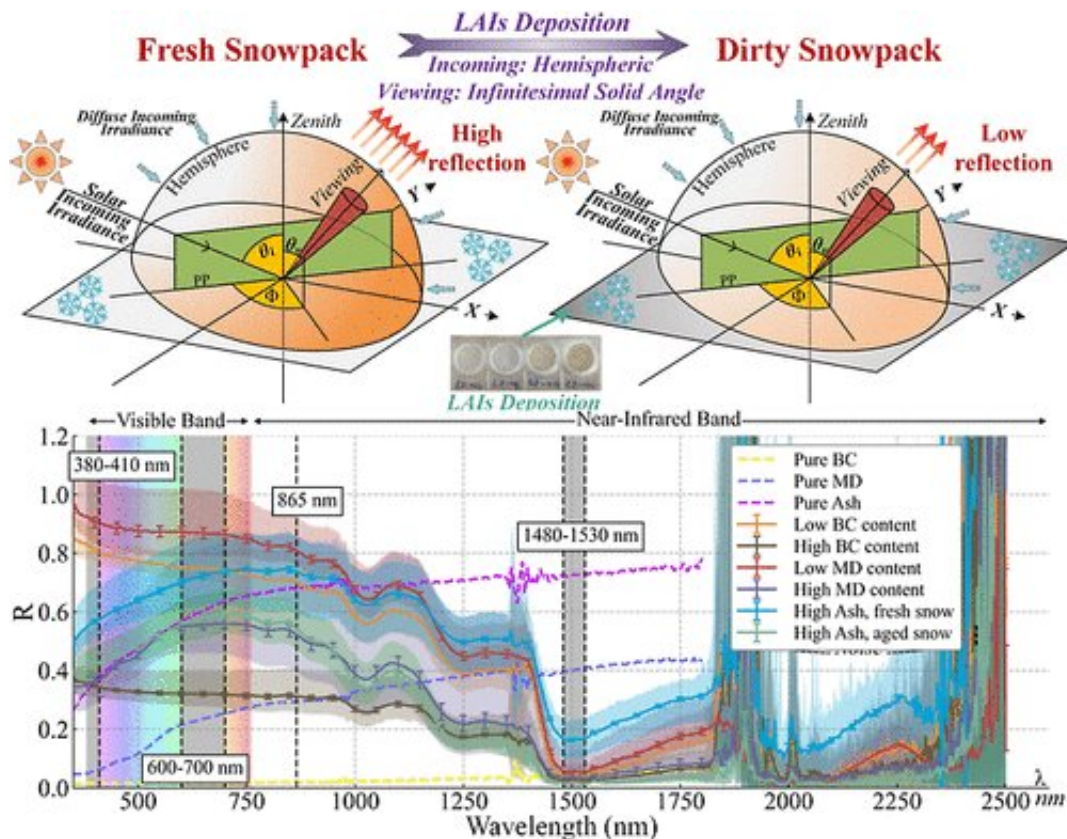 LAIs Deposition
Fresh Snowpack
Dirty Snowpack
Incoming: Hemispheric
Viewing: Infinitesimal Solid Angle
Diffuse Incoming
Irradiance
Zenith
High
reflection
Hemisphere
Viewing
Y
Solar
Incoming
Irradiance
θi
θ
PP
Φ
X
Diffuse Incoming
Irradiance
Zenith
Low
reflection
Hemisphere
Viewing
Y
Solar
Incoming
Irradiance
θi
θ
PP
Φ
X
LAIs Deposition
Visible Band
Near-Infrared Band
R
1.2
1.0
0.8
0.6
0.4
0.2
0.0
380-410 nm
865 nm
1480-1530 nm
600-700 nm
Pure BC
Pure MD
Pure Ash
Low BC content
High BC content
Low MD content
High MD content
High Ash, fresh snow
High Ash, aged snow
500
750
1000
1250
1500
1750
2000
2250
2500
λ
nm
Wavelength (nm)